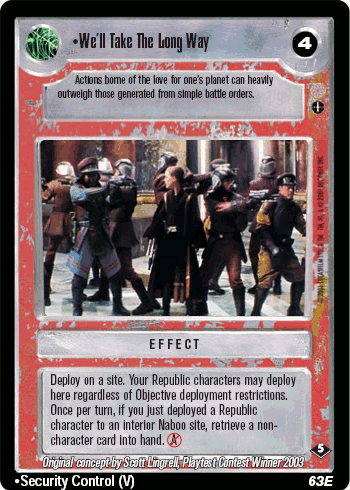 •We'll Take The Long Way
4
Actions borne of the love for one's planet can heavily
outweigh those generated from simple battle orders.
EFFECT
Deploy on a site. Your Republic characters may deploy
here regardless of Objective deployment restrictions.
Once per turn, if you just deployed a Republic
character to an interior Naboo site, retrieve a non-
character card into hand. A
5
Original concept by Scott Lingrell, Playtest Contest Winner 2003
•Security Control (V)
63E